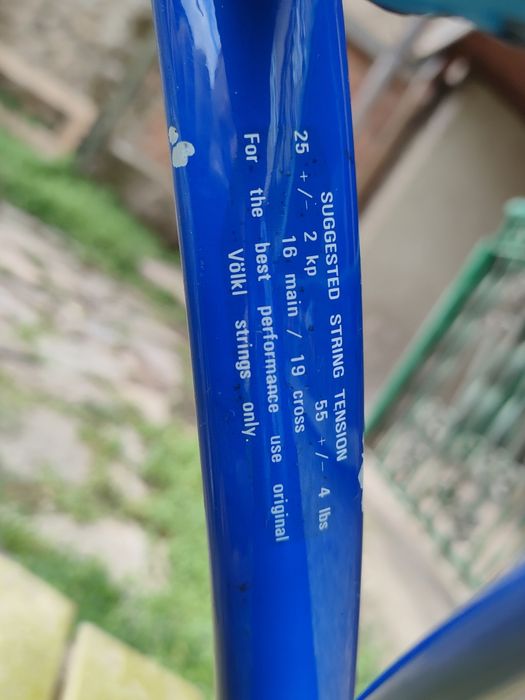 SUGGESTED STRING TENSION
25 +/- 2 kp 55 +/- 4 lbs
16 main / 19 cross
For the best performance use original
Völkl strings only.